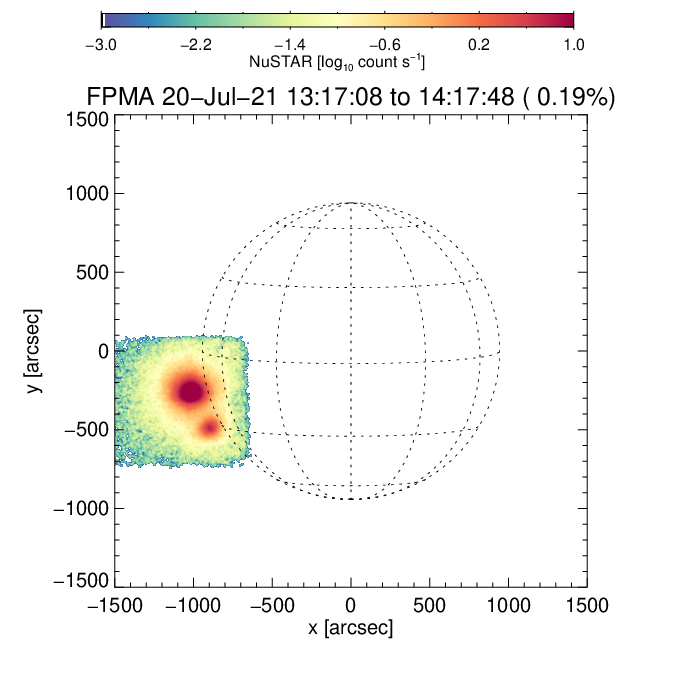 −3.0 −2.2 −1.4 −0.6 0.2 1.0
NuSTAR [log₁₀ count s⁻¹]
FPMA 20−Jul−21 13:17:08 to 14:17:48 ( 0.19%)
1500
1000
500
0
−500
−1000
−1500
y [arcsec]
−1500 −1000 −500 0 500 1000 1500
x [arcsec]